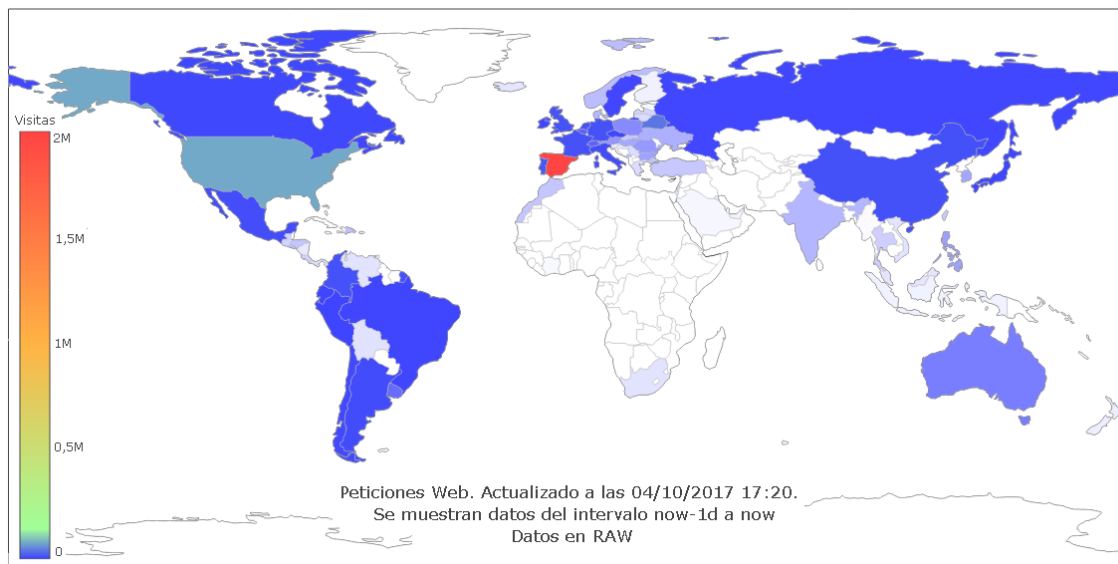 Visitas
2M
1,5M
1M
0,5M
0
Peticiones Web. Actualizado a las 04/10/2017 17:20.
Se muestran datos del intervalo now-1d a now
Datos en RAW